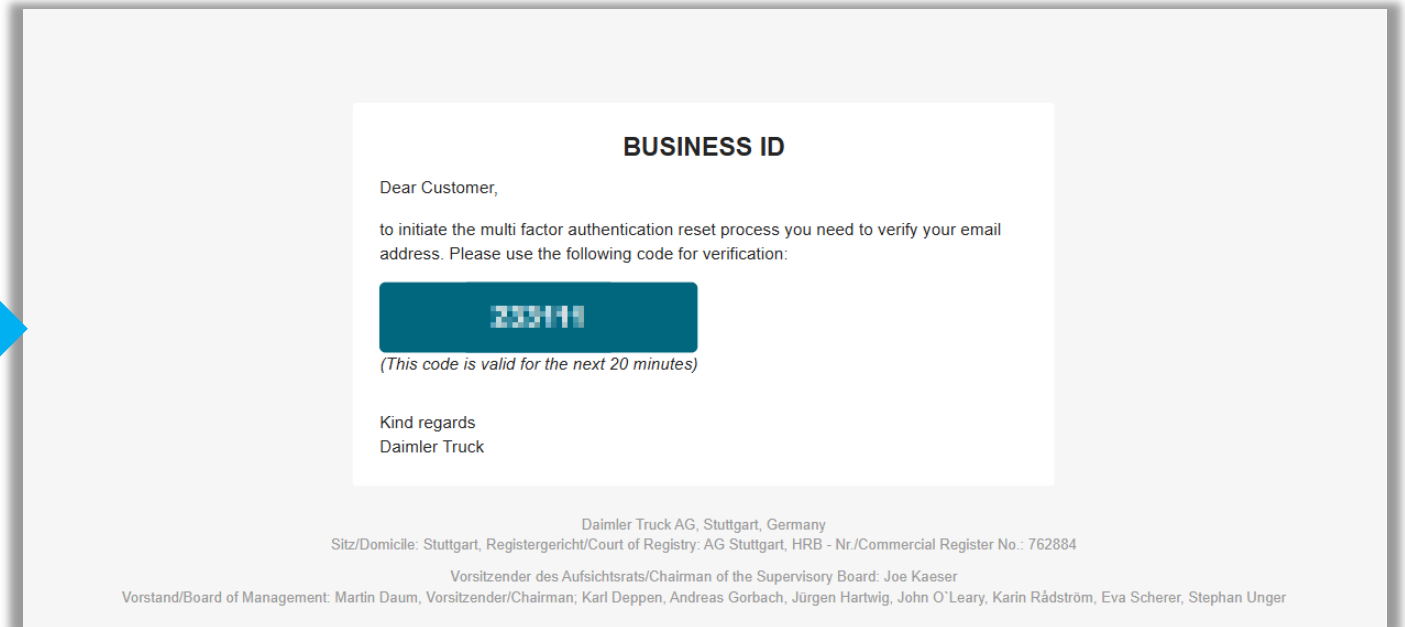 BUSINESS ID
Dear Customer,
to initiate the multi factor authentication reset process you need to verify your email
address. Please use the following code for verification:
(This code is valid for the next 20 minutes)
Kind regards
Daimler Truck
Daimler Truck AG, Stuttgart, Germany
Sitz/Domicile: Stuttgart, Registergericht/Court of Registry: AG Stuttgart, HRB - Nr./Commercial Register No.: 762884
Vorsitzender des Aufsichtsrats/Chairman of the Supervisory Board: Joe Kaeser
Vorstand/Board of Management: Martin Daum, Vorsitzender/Chairman; Karl Deppen, Andreas Gorbach, Jürgen Hartwig, John O`Leary, Karin Rådström, Eva Scherer, Stephan Unger